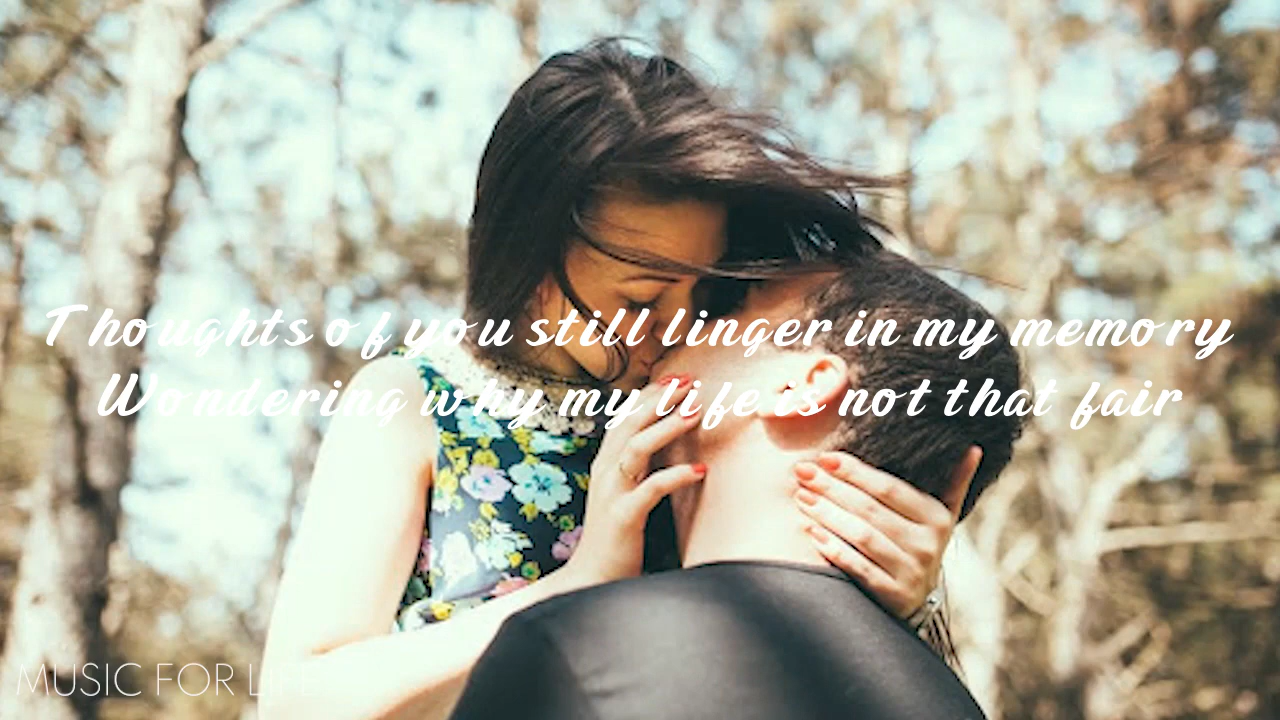 Thoughts of you still linger in my memory
Wondering why my life is not that fair
MUSIC FOR LIFE